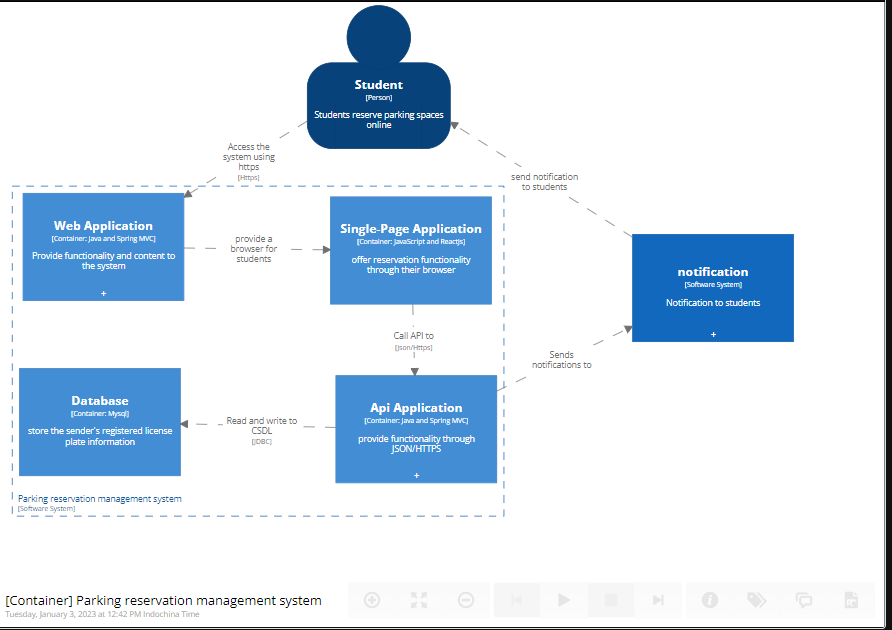 Student
[Person]
Students reserve parking spaces
online
Access the
system using
https
[Https]
send notification
to students
Web Application
[Container: Java and Spring MVC]
Provide functionality and content to
the system
+
provide a
browser for
students
Single-Page Application
[Container: JavaScript and Reactjs]
offer reservation functionality
through their browser
notification
[Software System]
Notification to students
+
Call API to
[Json/Https]
Sends
notifications to
Database
[Container: Mysql]
store the sender's registered license
plate information
Read and write to
CSDL
[JDBC]
Api Application
[Container: Java and Spring MVC]
provide functionality through
JSON/HTTPS
+
Parking reservation management system
[Software System]
[Container] Parking reservation management system
Tuesday, January 3, 2023 at 12:42 PM Indochina Time